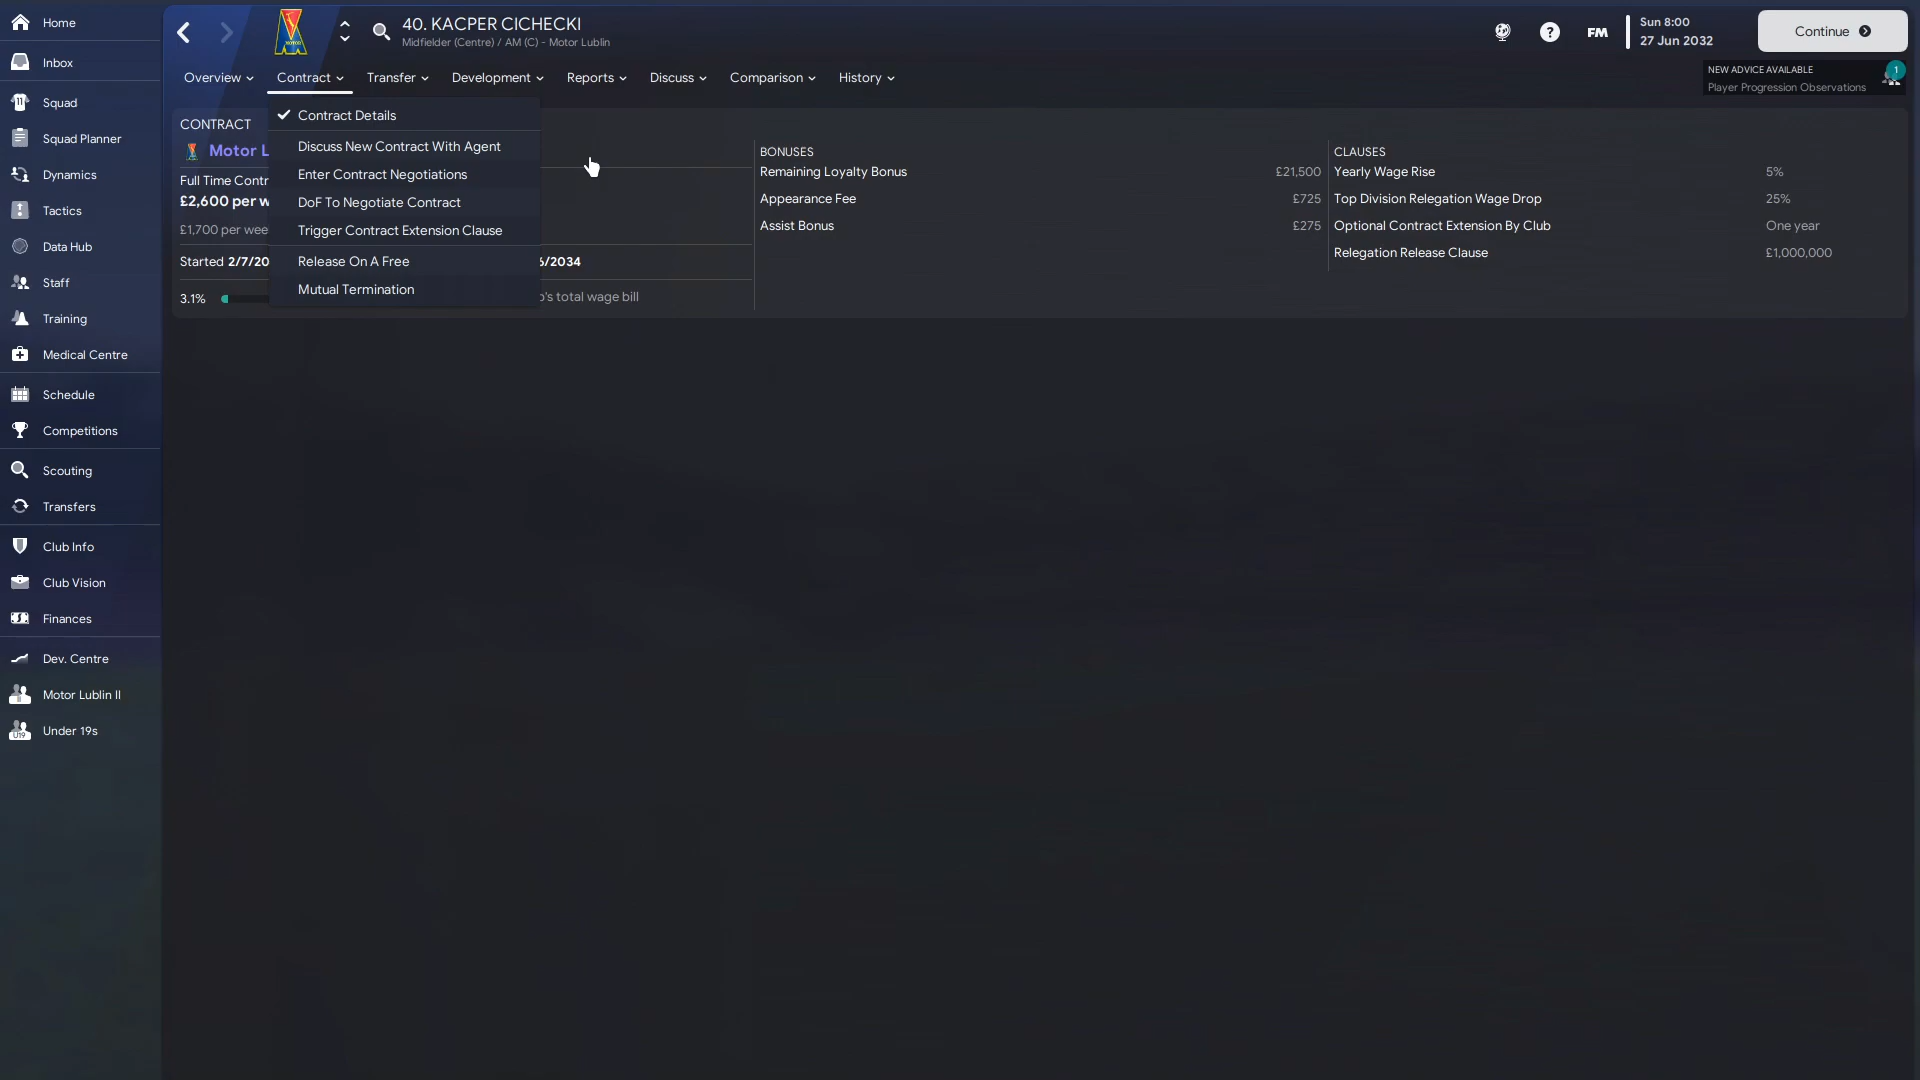 Home
Inbox
Squad
Squad Planner
Dynamics
Tactics
Data Hub
Staff
Training
Medical Centre
Schedule
Competitions
Scouting
Transfers
Club Info
Club Vision
Finances
Dev. Centre
Motor Lublin II
Under 19s
40. KACPER CICHECKI
Midfielder (Centre) / AM (C) - Motor Lublin
FM
Sun 8:00
27 Jun 2032
Continue
Overview
Contract
Transfer
Development
Reports
Discuss
Comparison
History
NEW ADVICE AVAILABLE
Player Progression Observations
1
Contract Details
Discuss New Contract With Agent
Enter Contract Negotiations
DoF To Negotiate Contract
Trigger Contract Extension Clause
Release On A Free
Mutual Termination
CONTRACT
Motor L
Full Time Contr
£2,600 per w
£1,700 per wee
Started 2/7/20
6/2034
3.1%
's total wage bill
BONUSES
Remaining Loyalty Bonus £21,500
Appearance Fee £725
Assist Bonus £275
CLAUSES
Yearly Wage Rise 5%
Top Division Relegation Wage Drop 25%
Optional Contract Extension By Club One year
Relegation Release Clause £1,000,000